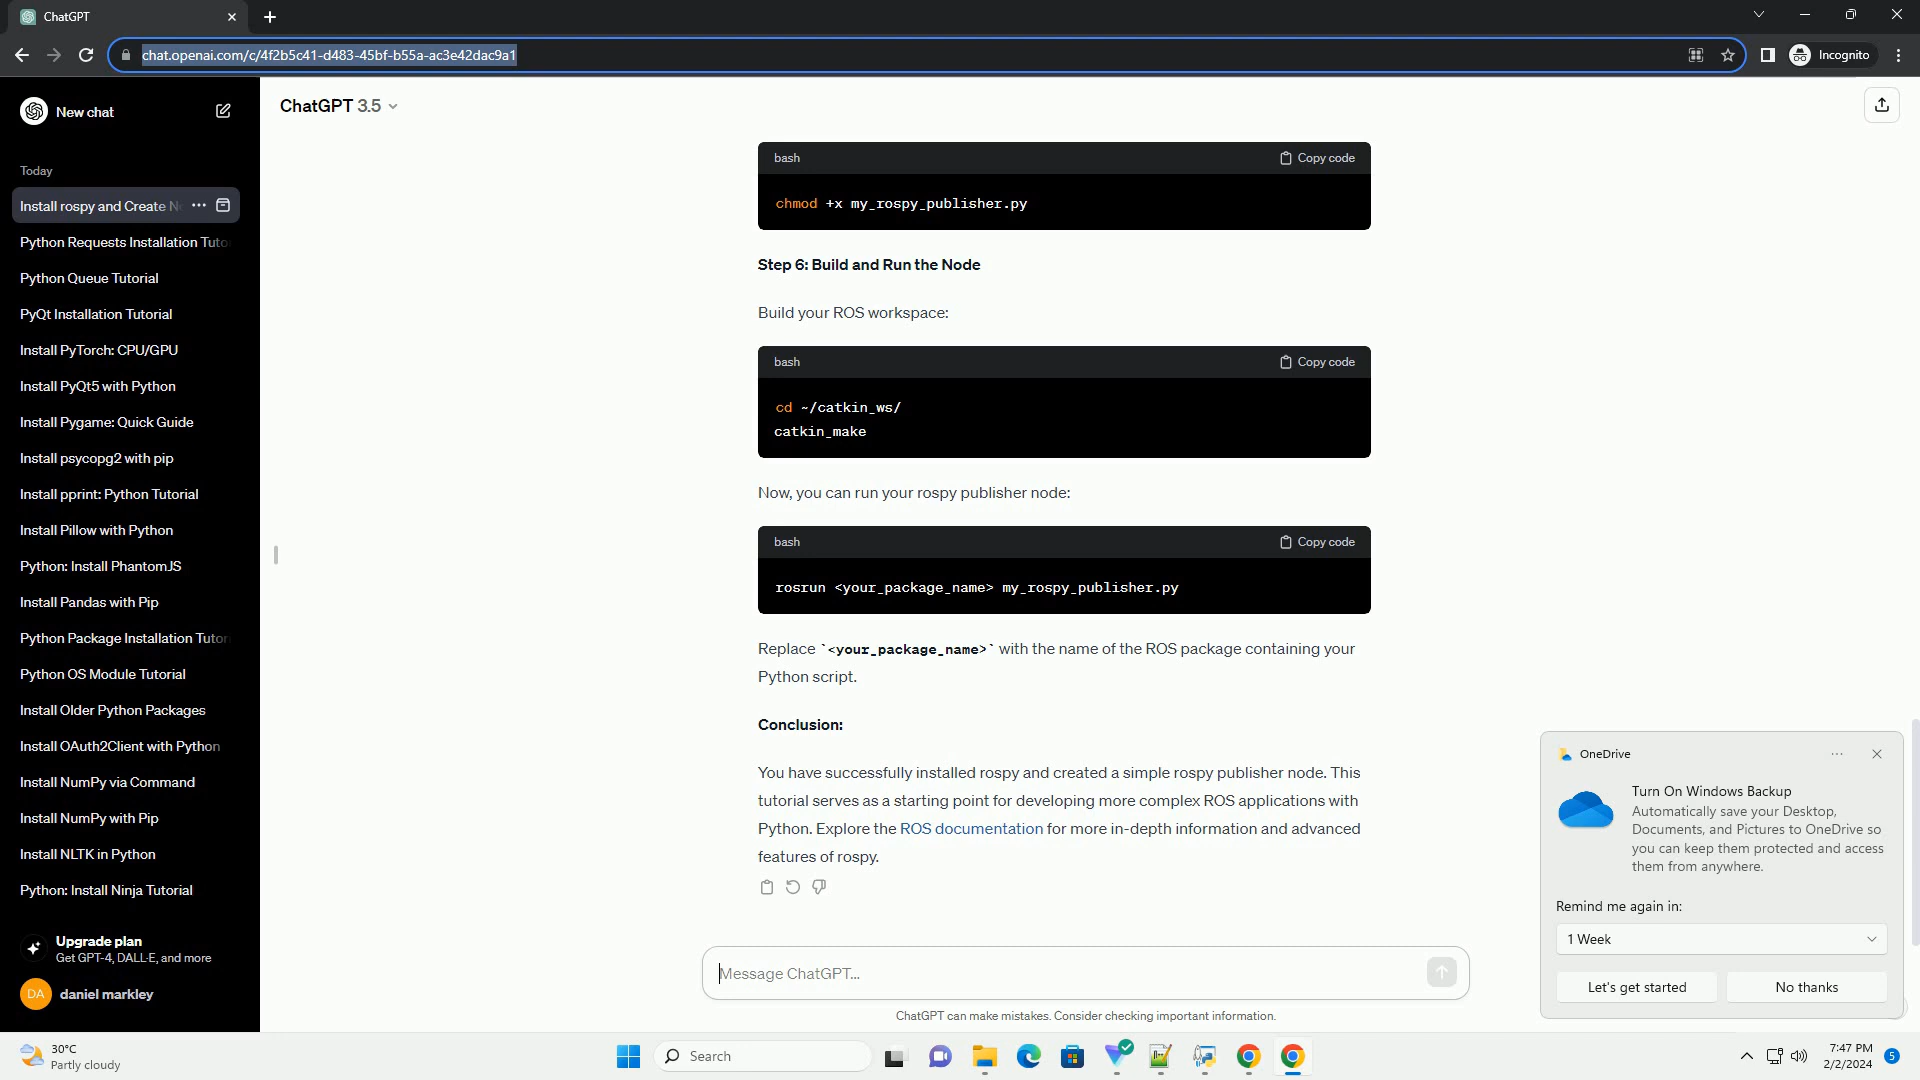 ChatGPT
chat.openai.com/c/4f2b5c41-d483-45bf-b55a-ac3e42dac9a1
Incognito
New chat
ChatGPT 3.5
Today
Install rospy and Create N
Python Requests Installation Tuto
Python Queue Tutorial
PyQt Installation Tutorial
Install PyTorch: CPU/GPU
Install PyQt5 with Python
Install Pygame: Quick Guide
Install psycopg2 with pip
Install pprint: Python Tutorial
Install Pillow with Python
Python: Install PhantomJS
Install Pandas with Pip
Python Package Installation Tutor
Python OS Module Tutorial
Install Older Python Packages
Install OAuth2Client with Python
Install NumPy via Command
Install NumPy with Pip
Install NLTK in Python
Python: Install Ninja Tutorial
Upgrade plan
Get GPT-4, DALL·E, and more
DA daniel markley
bash Copy code
chmod +x my_rospy_publisher.py
Step 6: Build and Run the Node
Build your ROS workspace:
bash Copy code
cd ~/catkin_ws/
catkin_make
Now, you can run your rospy publisher node:
bash Copy code
rosrun <your_package_name> my_rospy_publisher.py
Replace `<your_package_name>` with the name of the ROS package containing your
Python script.
Conclusion:
You have successfully installed rospy and created a simple rospy publisher node. This
tutorial serves as a starting point for developing more complex ROS applications with
Python. Explore the ROS documentation for more in-depth information and advanced
features of rospy.
Message ChatGPT...
ChatGPT can make mistakes. Consider checking important information.
OneDrive
Turn On Windows Backup
Automatically save your Desktop,
Documents, and Pictures to OneDrive so
you can keep them protected and access
them from anywhere.
Remind me again in:
1 Week
Let's get started No thanks
30°C
Partly cloudy
Search
7:47 PM
2/2/2024
5